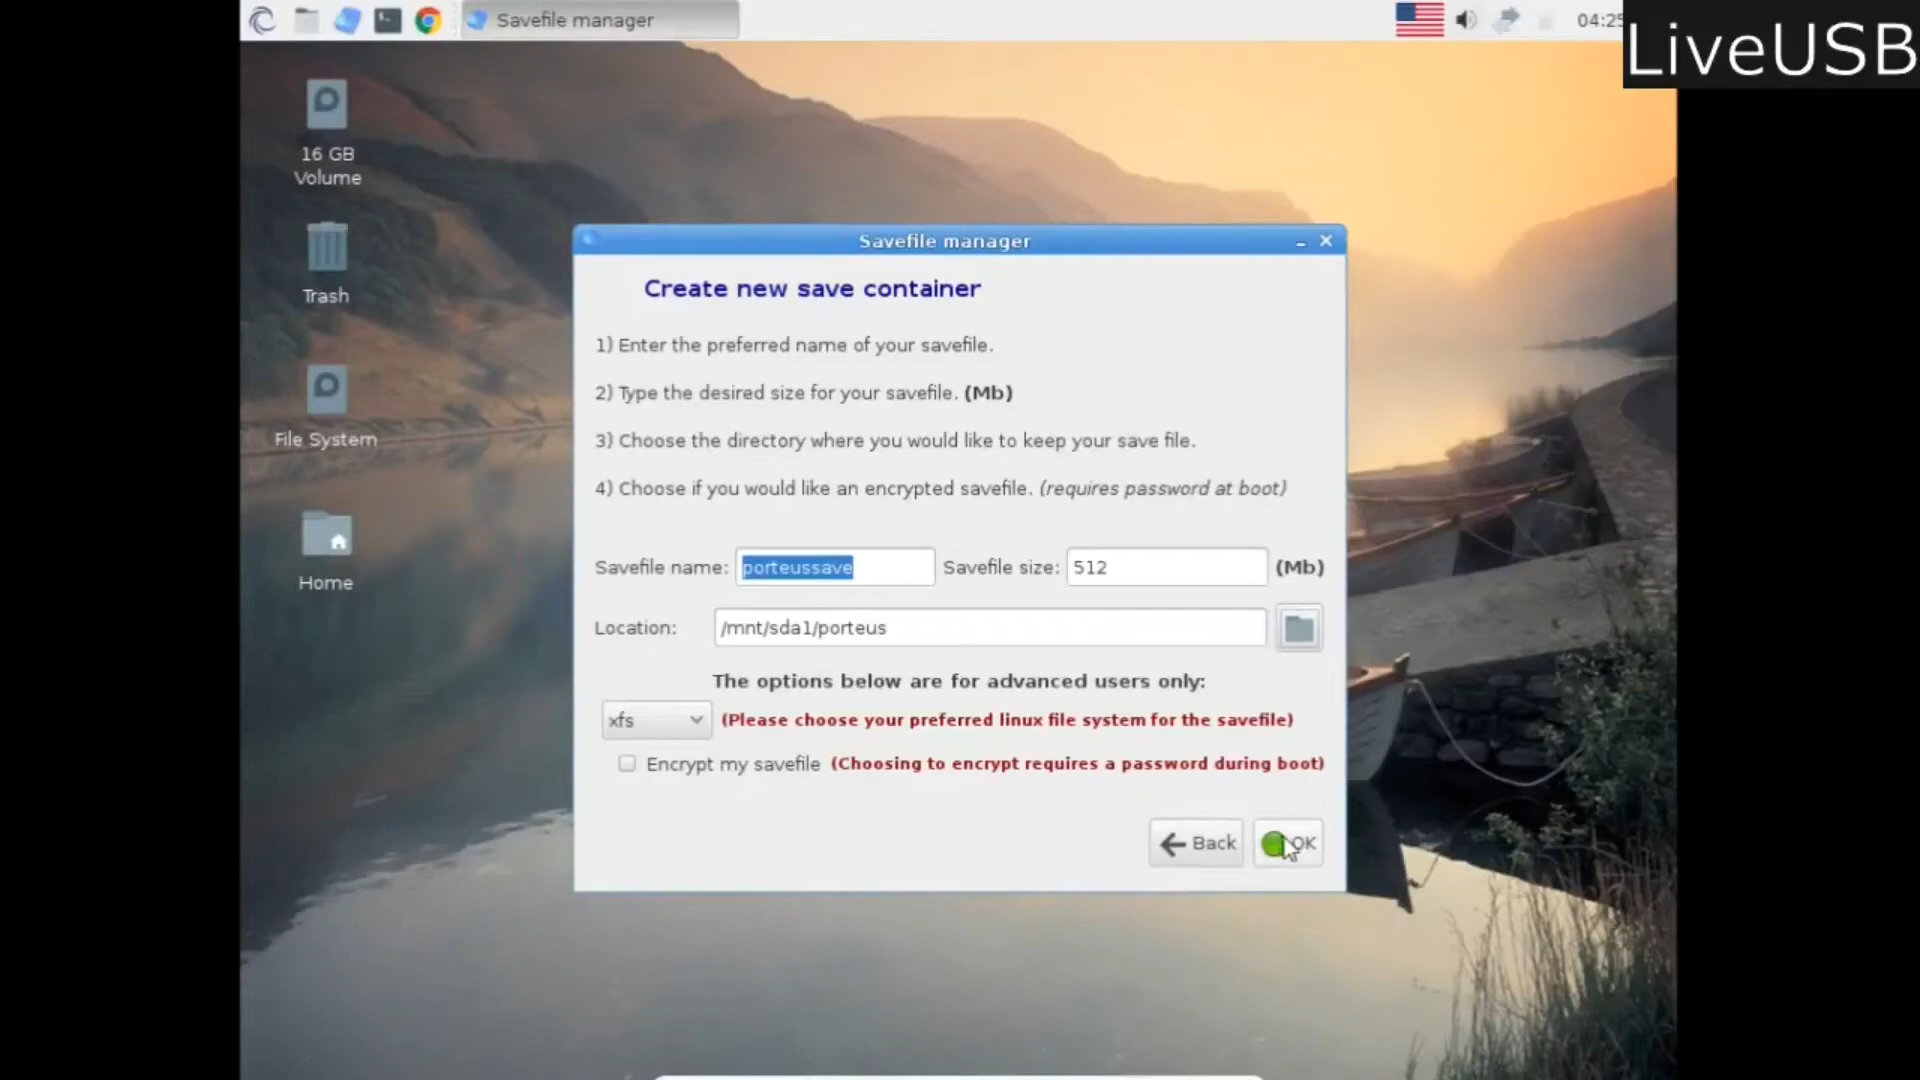 Savefile manager
04:25
LiveUSB
16 GB
Volume
Trash
File System
Home
Savefile manager
Create new save container
1) Enter the preferred name of your savefile.
2) Type the desired size for your savefile. (Mb)
3) Choose the directory where you would like to keep your save file.
4) Choose if you would like an encrypted savefile. (requires password at boot)
Savefile name: porteussave Savefile size: 512 (Mb)
Location: /mnt/sda1/porteus
The options below are for advanced users only:
xfs (Please choose your preferred linux file system for the savefile)
Encrypt my savefile (Choosing to encrypt requires a password during boot)
Back OK